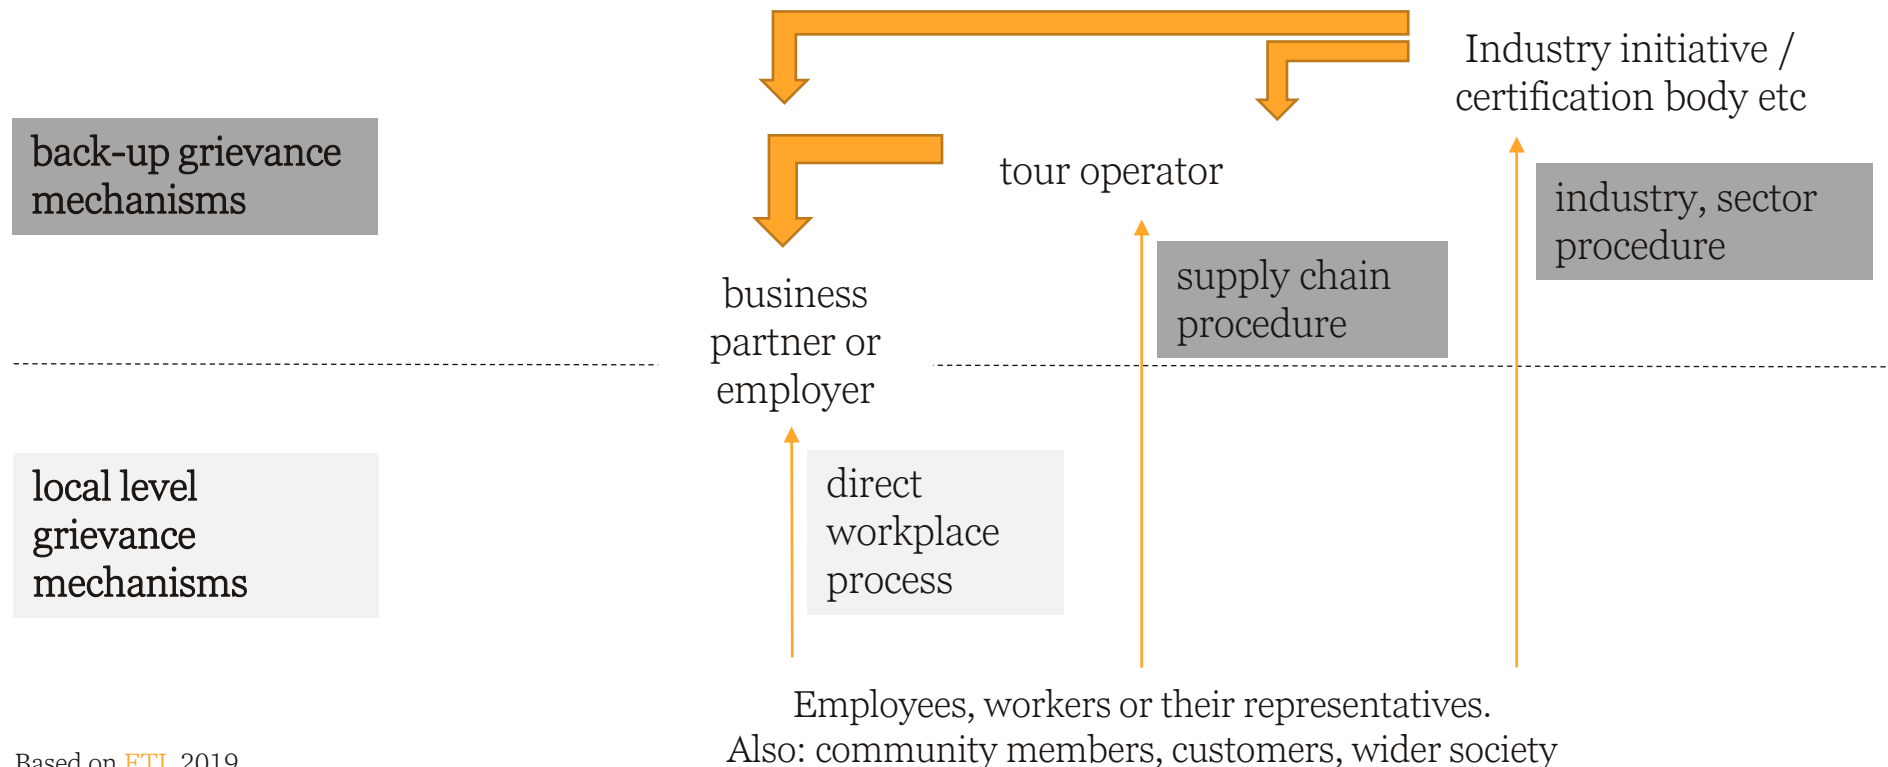 Industry initiative /
certification body etc
back-up grievance
mechanisms
tour operator
industry, sector
procedure
supply chain
procedure
business
partner or
employer
local level
grievance
mechanisms
direct
workplace
process
Employees, workers or their representatives.
Also: community members, customers, wider society
Based on ETI, 2019